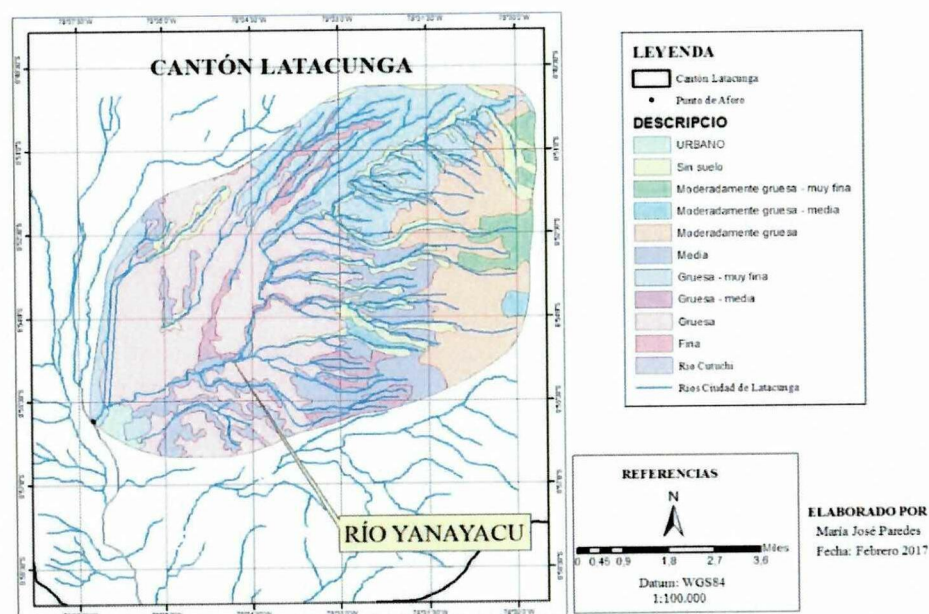 CANTÓN LATACUNGA
RÍO YANAYACU
LEYENDA
Cantón Latacunga
Punto de Aforo
DESCRIPCIO
URBANO
Sin suelo
Moderadamente gruesa - muy fina
Moderadamente gruesa - media
Moderadamente gruesa
Media
Gruesa - muy fina
Gruesa - media
Gruesa
Fina
Rio Cutuchi
Rios Ciudad de Latacunga
REFERENCIAS
N
Miles
0 0,45 0,9 1,8 2,7 3,6
Datum: WGS84
1:100.000
ELABORADO POR
María José Paredes
Fecha: Febrero 2017